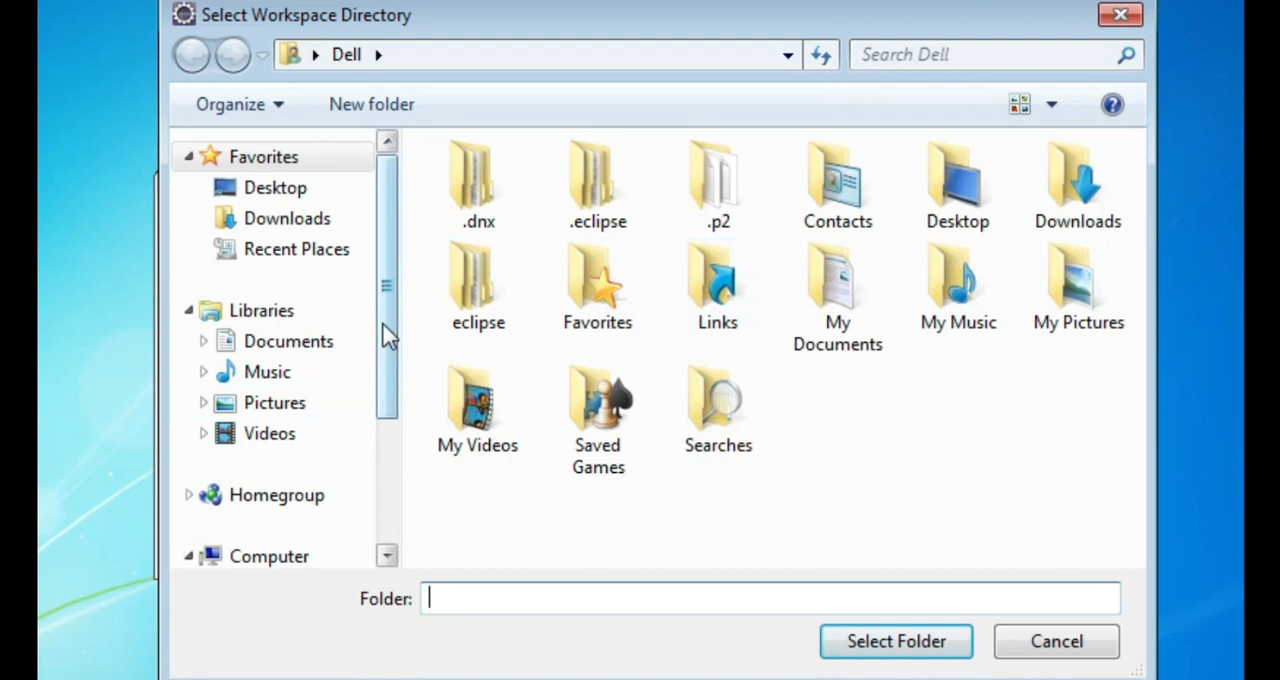 Select Workspace Directory
Dell
Search Dell
Organize
New folder
Favorites
Desktop
Downloads
Recent Places
Libraries
Documents
Music
Pictures
Videos
Homegroup
Computer
.dnx
.eclipse
.p2
Contacts
Desktop
Downloads
eclipse
Favorites
Links
My
Documents
My Music
My Pictures
My Videos
Saved
Games
Searches
Folder:
Select Folder
Cancel